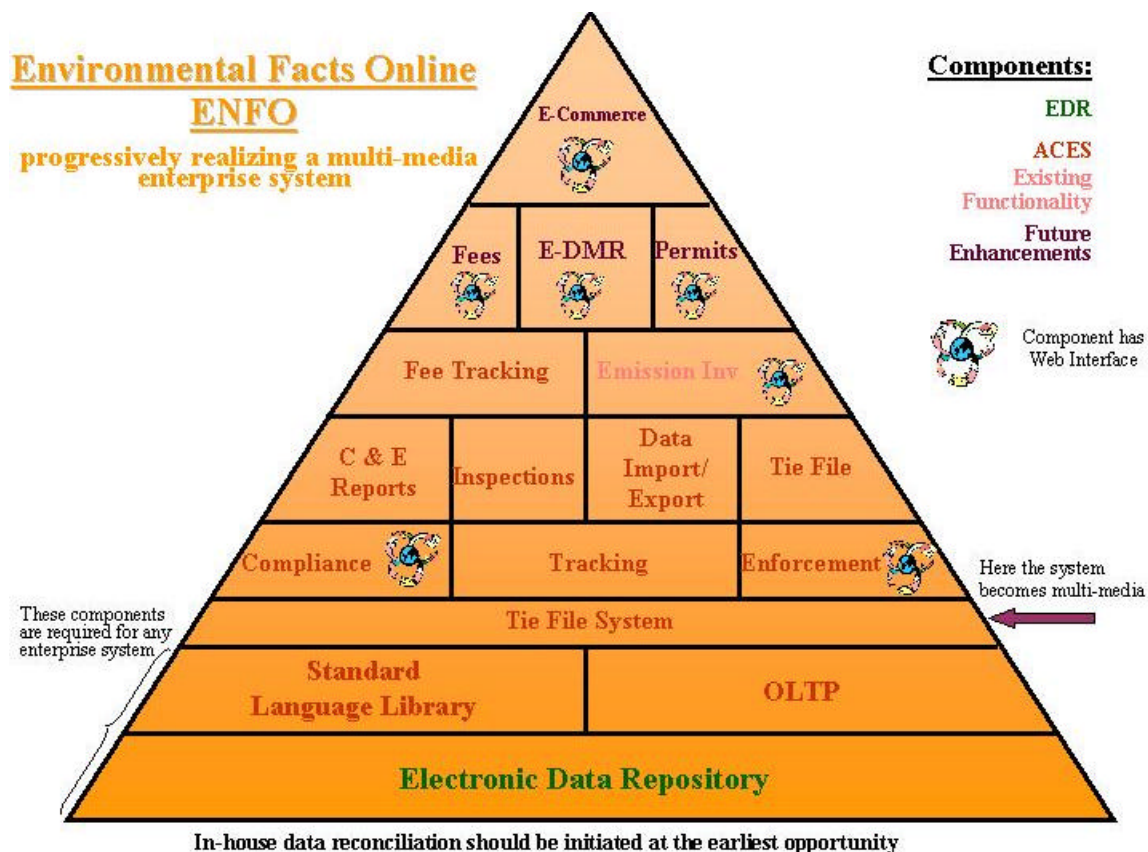 Environmental Facts Online
ENFO
progressively realizing a multi-media
enterprise system
Components:
EDR
ACES
Existing
Functionality
Future
Enhancements
Component has
Web Interface
E-Commerce
Fees
E-DMR
Permits
Fee Tracking
Emission Inv.
C & E
Reports
Inspections
Data
Import/
Export
Tie File
Compliance
Tracking
Enforcement
Here the system
becomes multi-media
Tie File System
These components
are required for any
enterprise system
Standard
Language Library
OLTP
Electronic Data Repository
In-house data reconciliation should be initiated at the earliest opportunity